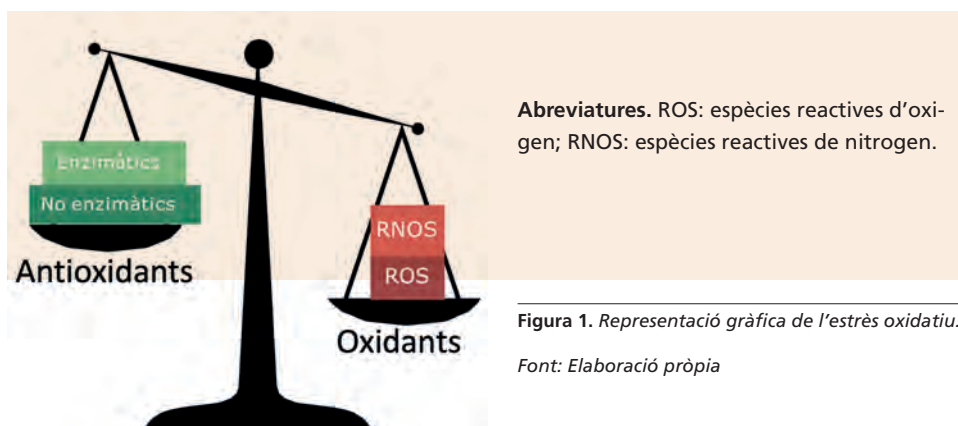 Enzimàtics
No enzimàtics
Antioxidants
RNOS
ROS
Oxidants
Abreviatures. ROS: espècies reactives d’oxi-
gen; RNOS: espècies reactives de nitrogen.
Figura 1. Representació gràfica de l’estrès oxidatiu.
Font: Elaboració pròpia